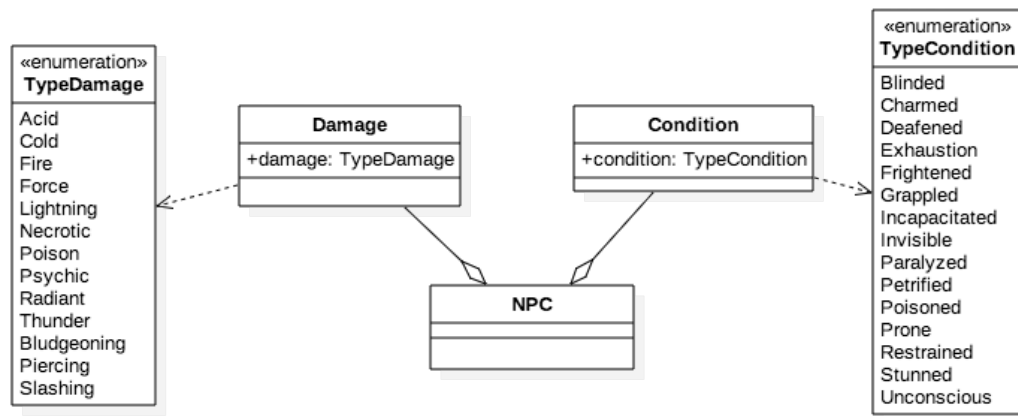 «enumeration»
TypeDamage
Acid
Cold
Fire
Force
Lightning
Necrotic
Poison
Psychic
Radiant
Thunder
Bludgeoning
Piercing
Slashing
Damage
+damage: TypeDamage
Condition
+condition: TypeCondition
NPC
«enumeration»
TypeCondition
Blinded
Charmed
Deafened
Exhaustion
Frightened
Grappled
Incapacitated
Invisible
Paralyzed
Petrified
Poisoned
Prone
Restrained
Stunned
Unconscious